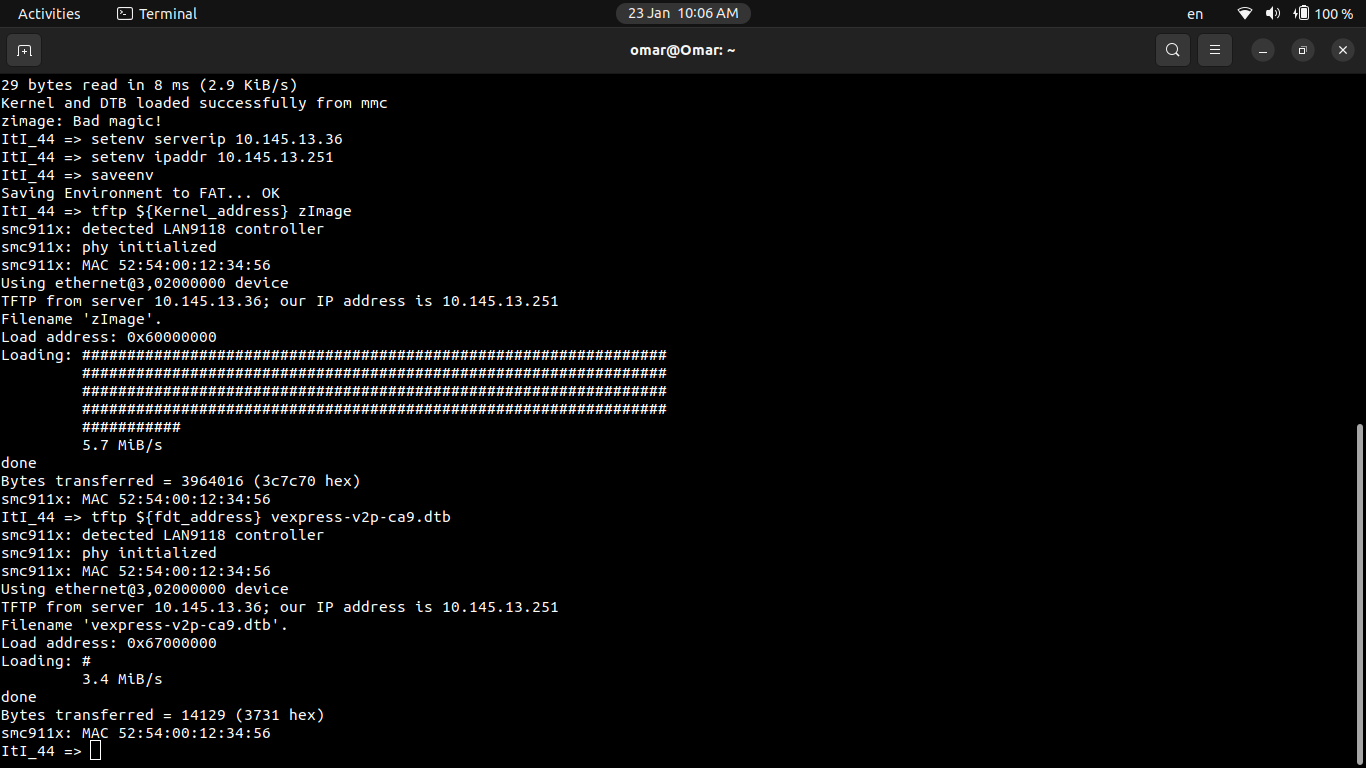 Activities Terminal 23 Jan 10:06 AM en 100 %
omar@Omar: ~
29 bytes read in 8 ms (2.9 KiB/s)
Kernel and DTB loaded successfully from mmc
zimage: Bad magic!
ItI_44 => setenv serverip 10.145.13.36
ItI_44 => setenv ipaddr 10.145.13.251
ItI_44 => saveenv
Saving Environment to FAT... OK
ItI_44 => tftp ${Kernel_address} zImage
smc911x: detected LAN9118 controller
smc911x: phy initialized
smc911x: MAC 52:54:00:12:34:56
Using ethernet@3,02000000 device
TFTP from server 10.145.13.36; our IP address is 10.145.13.251
Filename 'zImage'.
Load address: 0x60000000
Loading: #################################################################
#################################################################
#################################################################
#################################################################
###########
5.7 MiB/s
done
Bytes transferred = 3964016 (3c7c70 hex)
smc911x: MAC 52:54:00:12:34:56
ItI_44 => tftp ${fdt_address} vexpress-v2p-ca9.dtb
smc911x: detected LAN9118 controller
smc911x: phy initialized
smc911x: MAC 52:54:00:12:34:56
Using ethernet@3,02000000 device
TFTP from server 10.145.13.36; our IP address is 10.145.13.251
Filename 'vexpress-v2p-ca9.dtb'.
Load address: 0x67000000
Loading: #
3.4 MiB/s
done
Bytes transferred = 14129 (3731 hex)
smc911x: MAC 52:54:00:12:34:56
ItI_44 =>